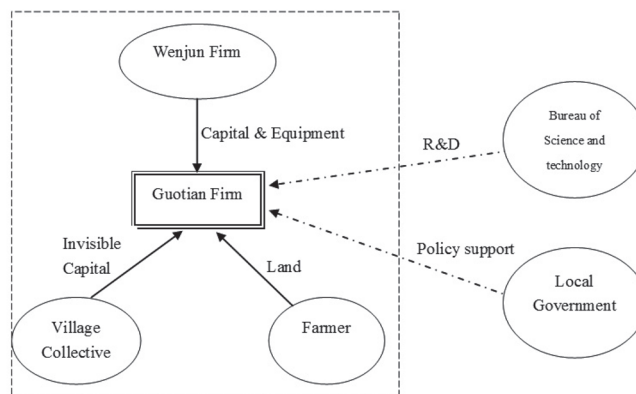 Wenjun Firm
Capital & Equipment
Bureau of
Science and
technology
R&D
Guotian Firm
Invisible
Capital
Land
Policy support
Local
Government
Village
Collective
Farmer